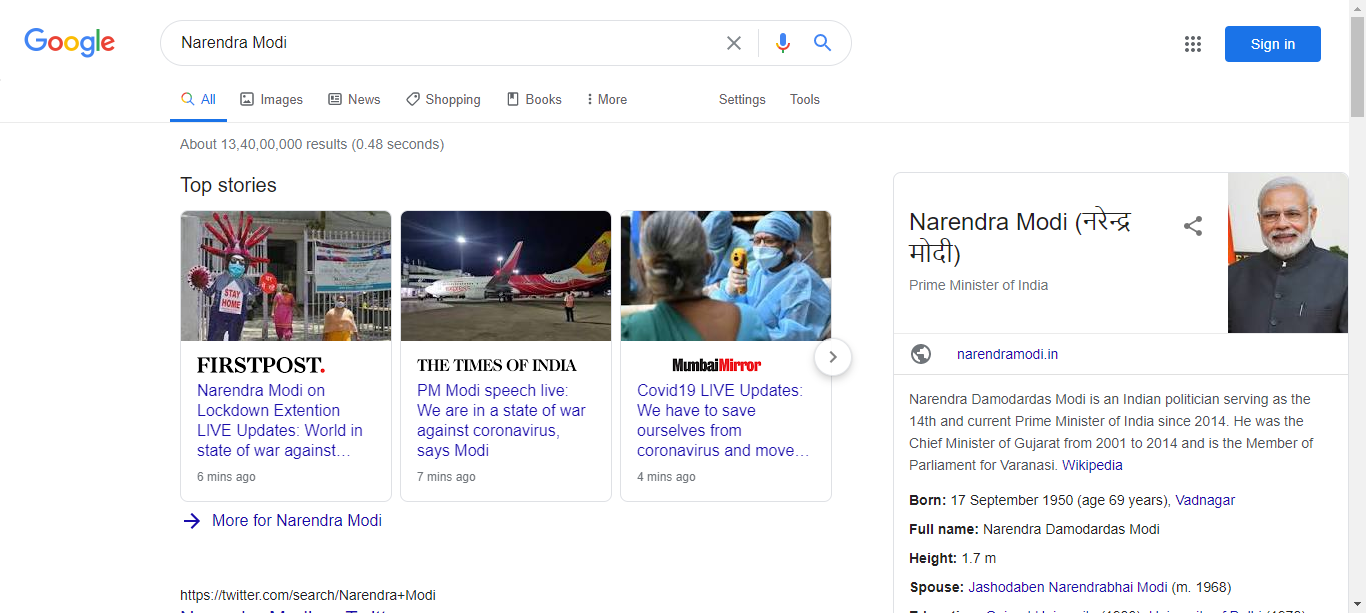 Google
Narendra Modi
Sign in
All
Images
News
Shopping
Books
More
Settings
Tools
About 13,40,00,000 results (0.48 seconds)
Top stories
STAY
HOME
FIRSTPOST.
Narendra Modi on
Lockdown Extention
LIVE Updates: World in
state of war against…
6 mins ago
express
THE TIMES OF INDIA
PM Modi speech live:
We are in a state of war
against coronavirus,
says Modi
7 mins ago
MumbaiMirror
Covid19 LIVE Updates:
We have to save
ourselves from
coronavirus and move…
4 mins ago
More for Narendra Modi
https://twitter.com/search/Narendra+Modi
Narendra Modi (नरेन्द्र
मोदी)
Prime Minister of India
narendramodi.in
Narendra Damodardas Modi is an Indian politician serving as the
14th and current Prime Minister of India since 2014. He was the
Chief Minister of Gujarat from 2001 to 2014 and is the Member of
Parliament for Varanasi. Wikipedia
Born: 17 September 1950 (age 69 years), Vadnagar
Full name: Narendra Damodardas Modi
Height: 1.7 m
Spouse: Jashodaben Narendrabhai Modi (m. 1968)